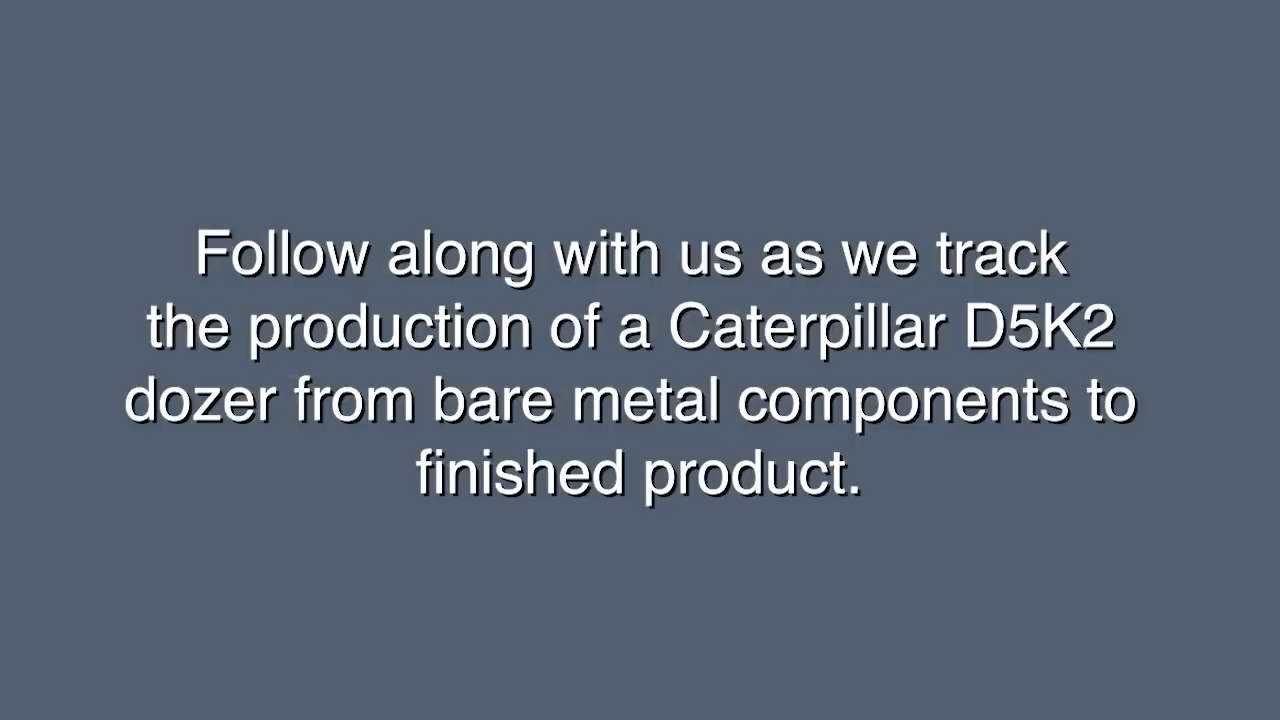 Follow along with us as we track
the production of a Caterpillar D5K2
dozer from bare metal components to
finished product.